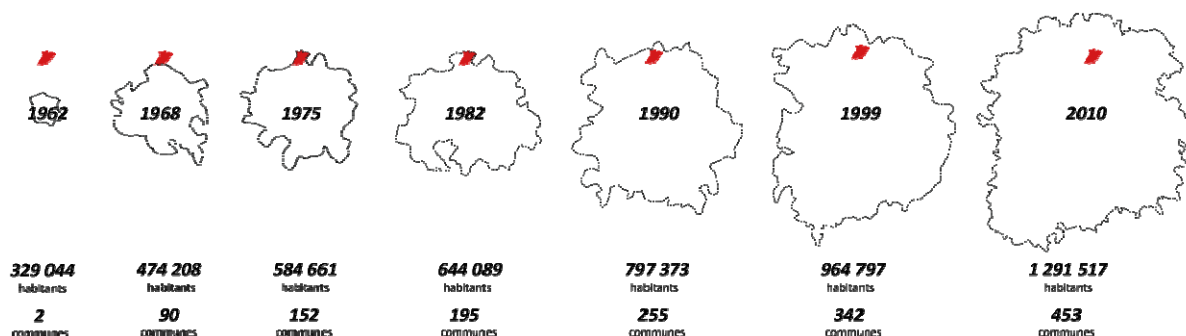 1962 1968 1975 1982 1990 1999 2010
329 044 474 208 584 661 644 089 797 373 964 797 1 291 517
habitants habitants habitants habitants habitants habitants habitants
2 90 152 195 255 342 453
communes communes communes communes communes communes communes